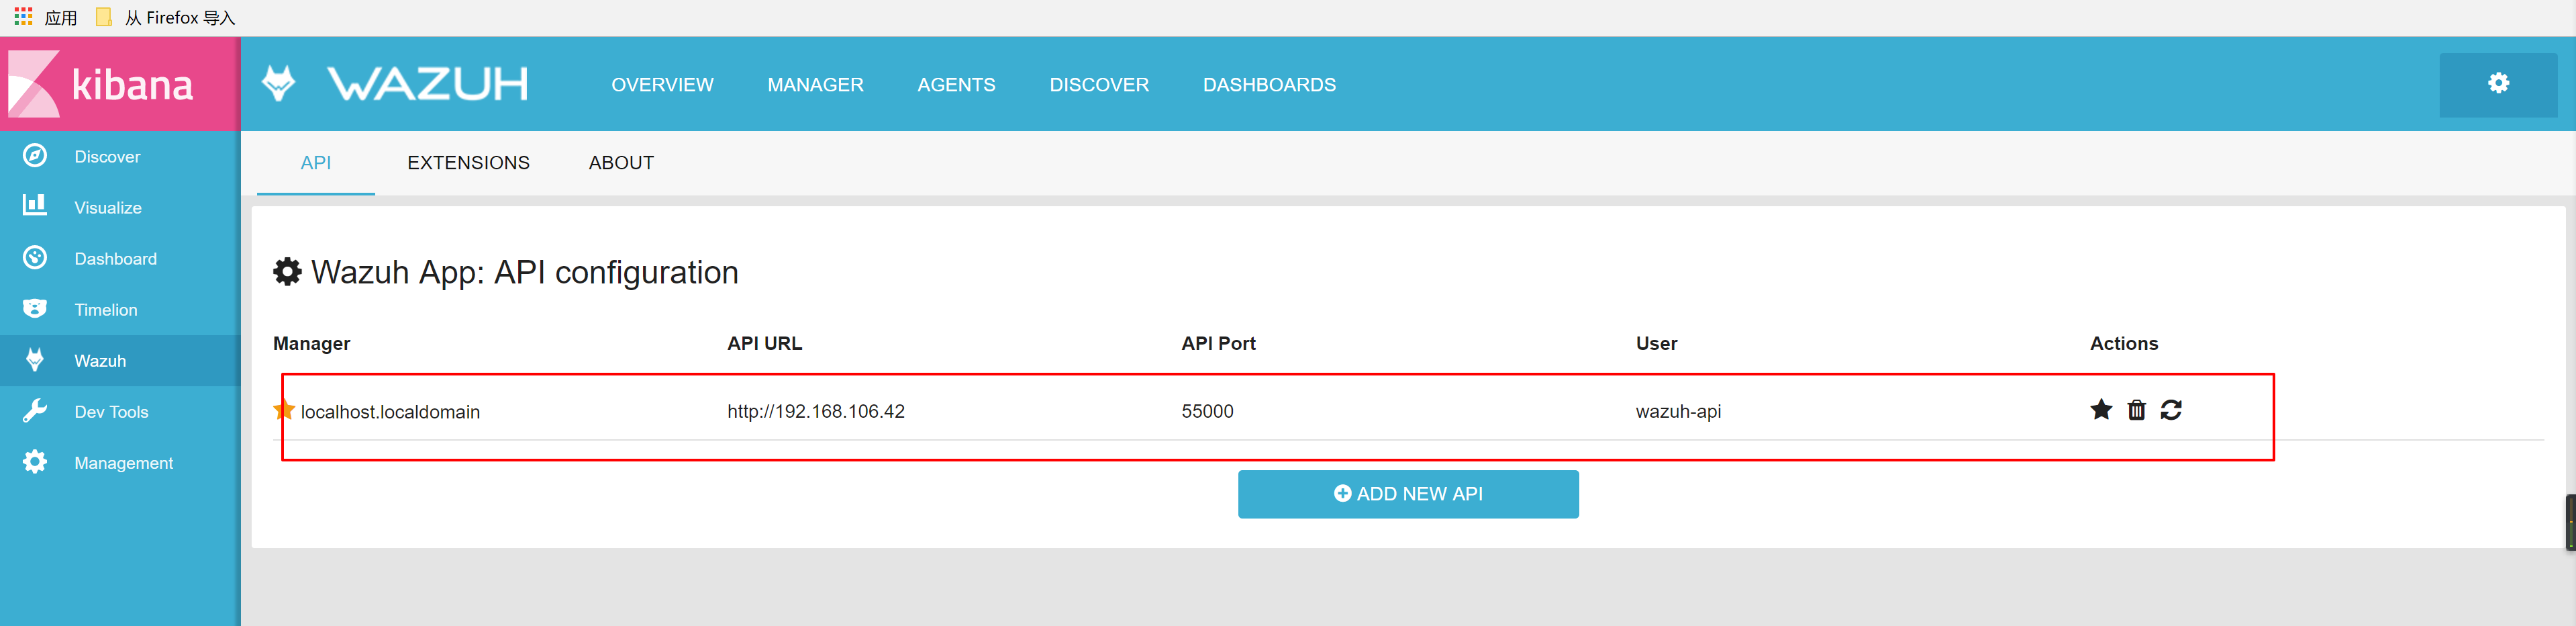 应用 从 Firefox 导入
kibana
WAZUH OVERVIEW MANAGER AGENTS DISCOVER DASHBOARDS
Discover
Visualize
Dashboard
Timelion
Wazuh
Dev Tools
Management
API EXTENSIONS ABOUT
Wazuh App: API configuration
Manager API URL API Port User Actions
localhost.localdomain http://192.168.106.42 55000 wazuh-api
ADD NEW API